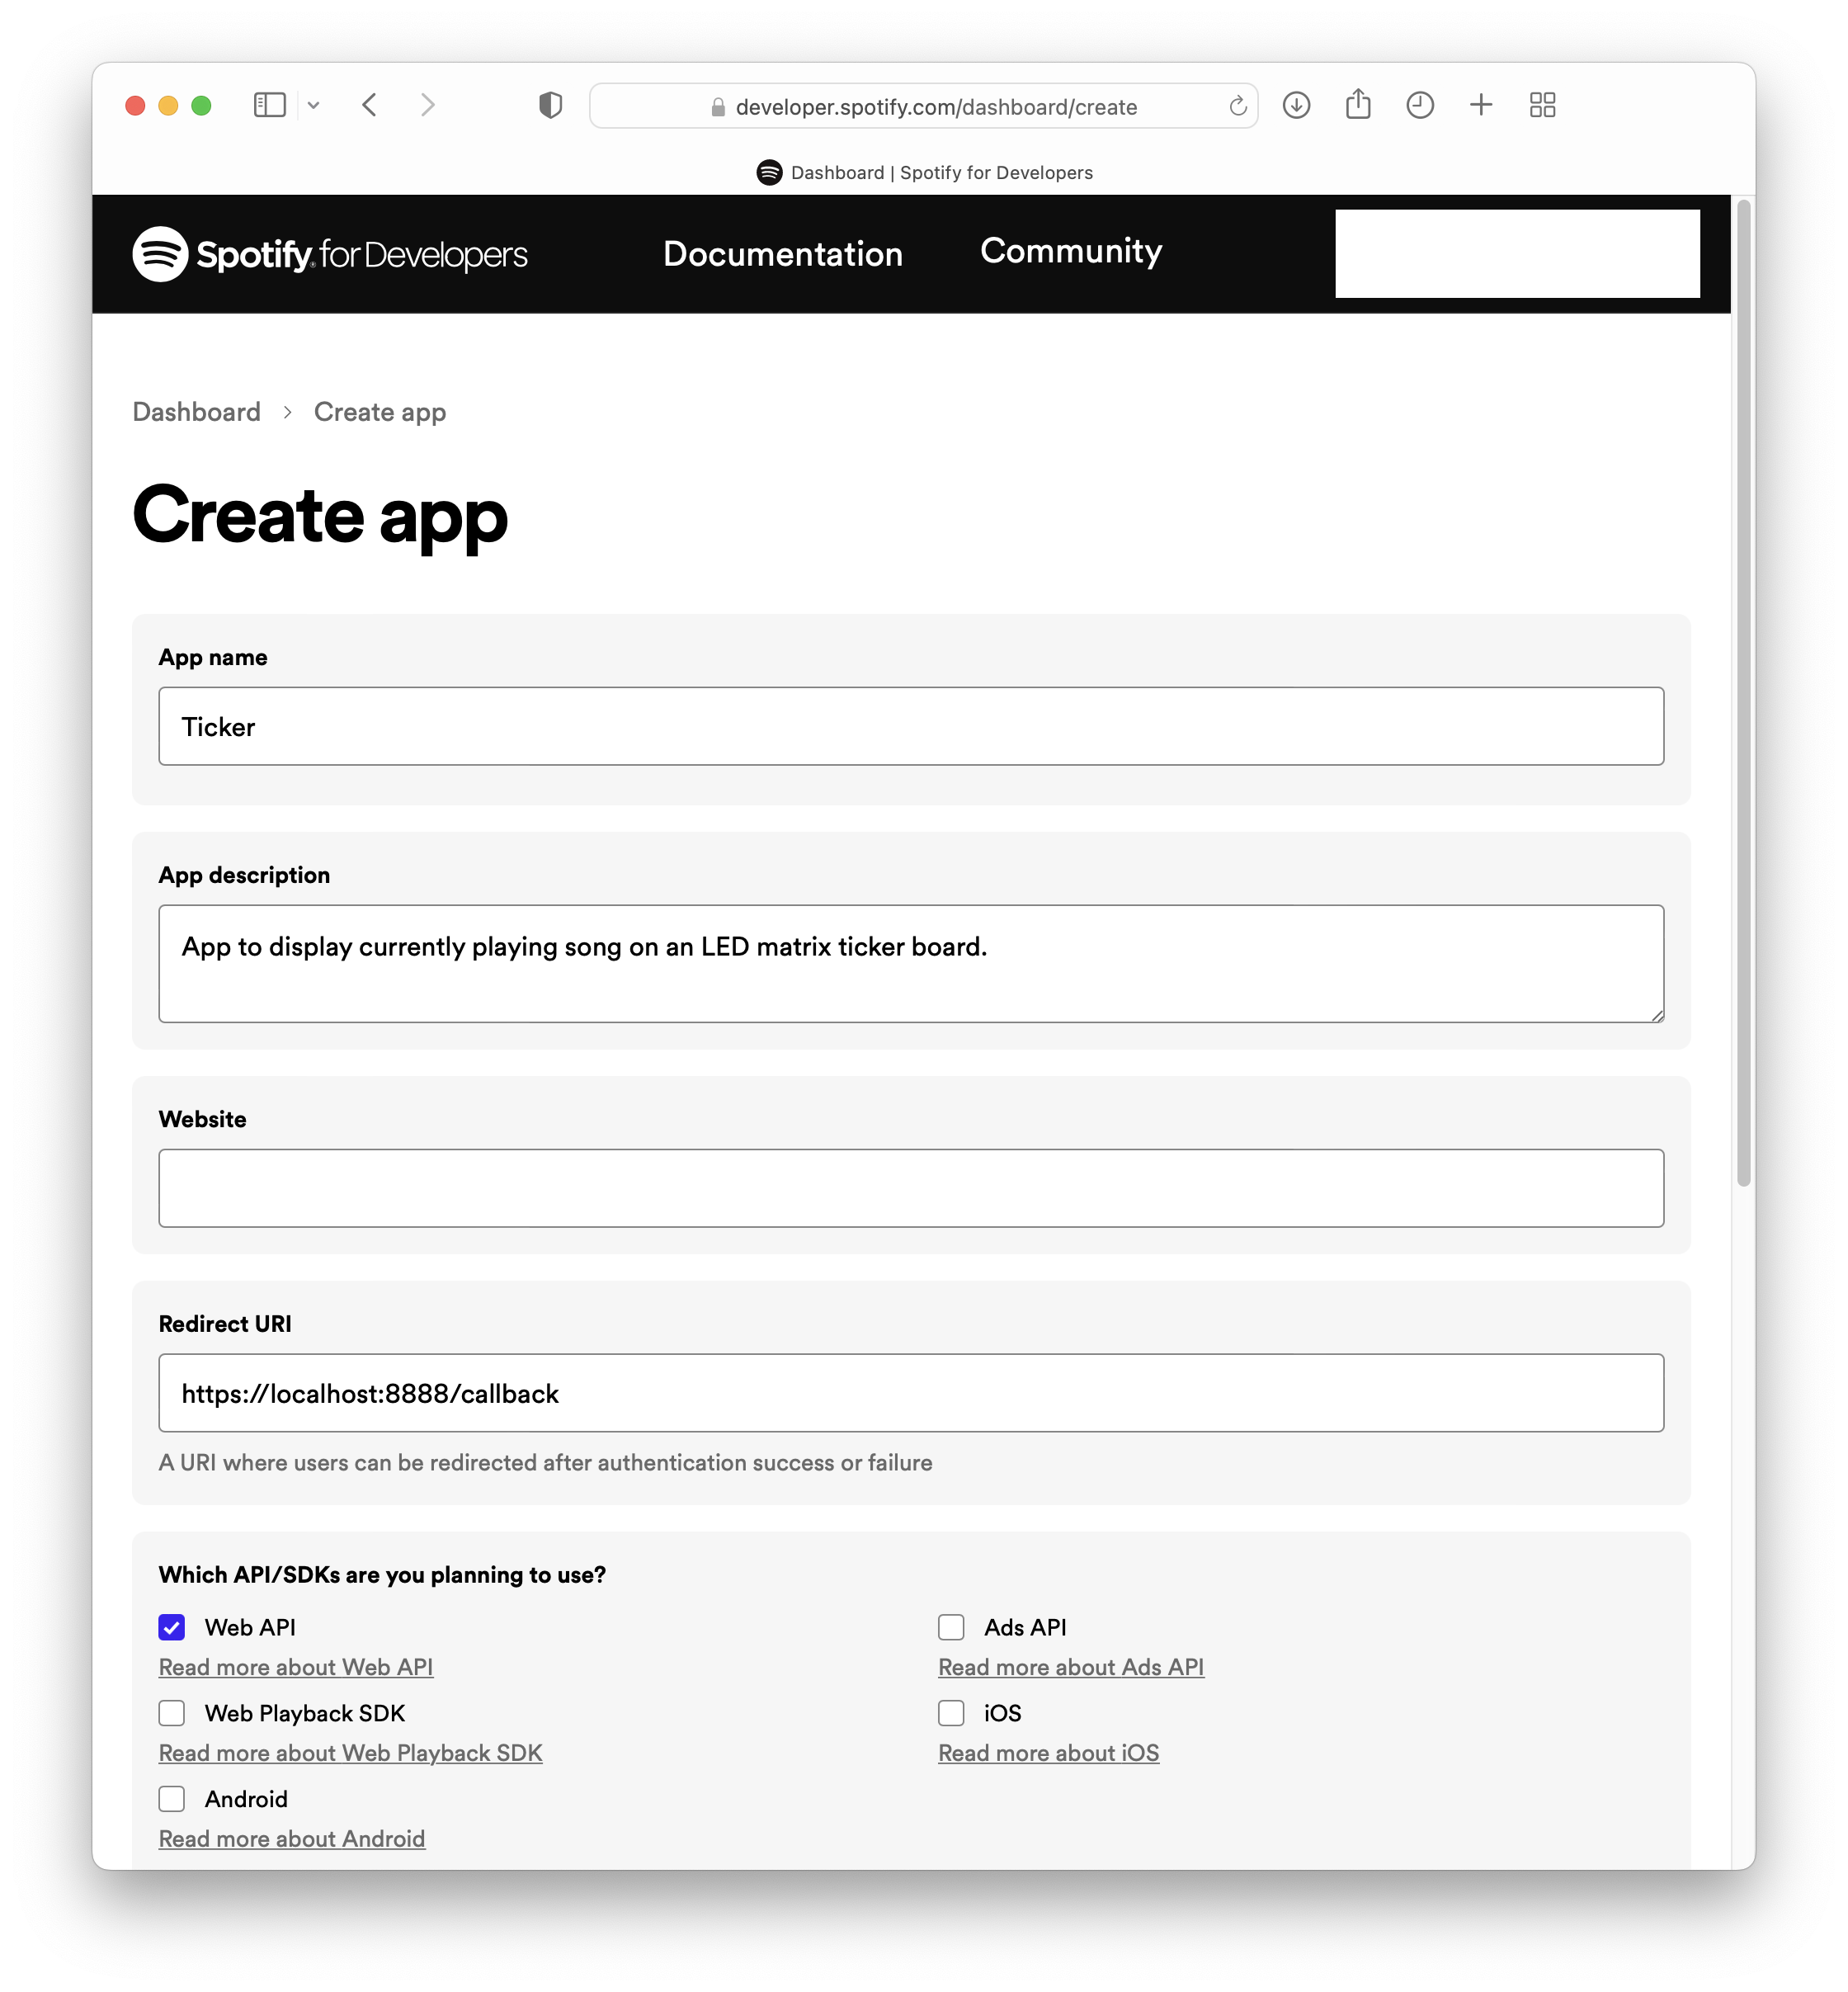 developer.spotify.com/dashboard/create
Dashboard | Spotify for Developers
Spotify for Developers Documentation Community
Dashboard > Create app
Create app
App name
Ticker
App description
App to display currently playing song on an LED matrix ticker board.
Website
Redirect URI
https://localhost:8888/callback
A URI where users can be redirected after authentication success or failure
Which API/SDKs are you planning to use?
Web API
Ads API
Read more about Web API
Read more about Ads API
Web Playback SDK
iOS
Read more about Web Playback SDK
Read more about iOS
Android
Read more about Android